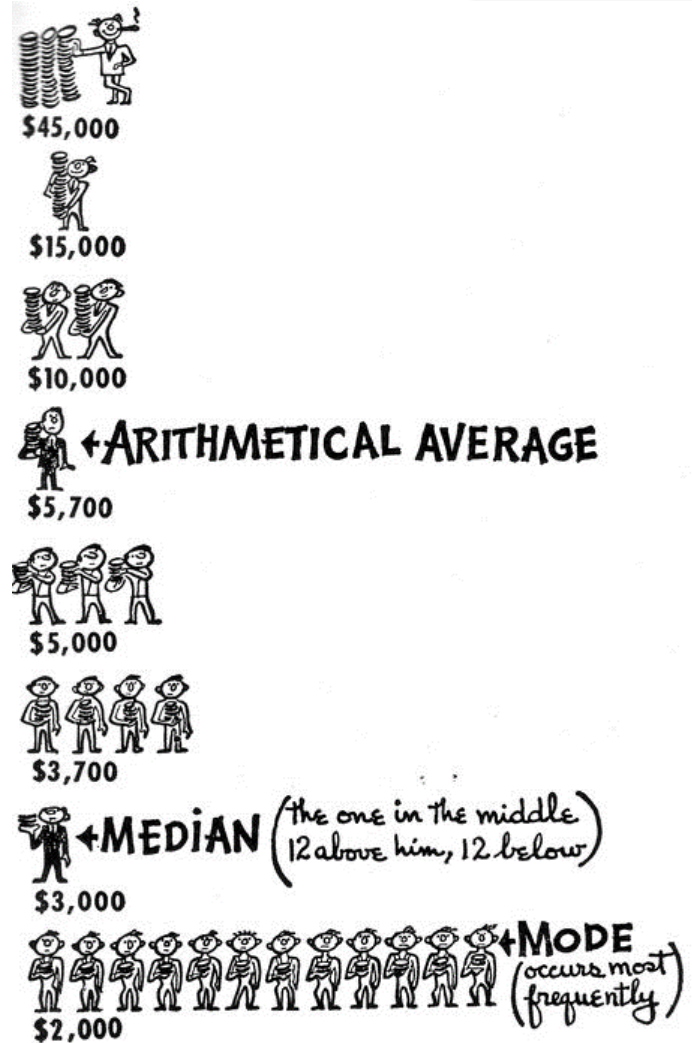 $45,000
$15,000
$10,000
←ARITHMETICAL AVERAGE
$5,700
$5,000
$3,700
←MEDIAN (the one in the middle
12 above him, 12 below)
$3,000
←MODE
(occurs most
frequently)
$2,000